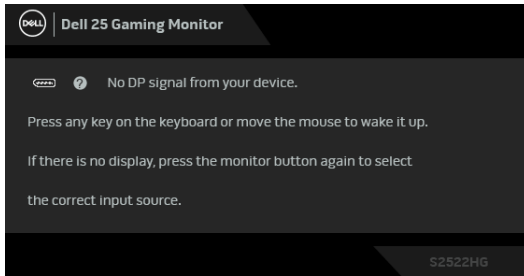 DELL
Dell 25 Gaming Monitor
No DP signal from your device.
Press any key on the keyboard or move the mouse to wake it up.
If there is no display, press the monitor button again to select
the correct input source.
S2522HG